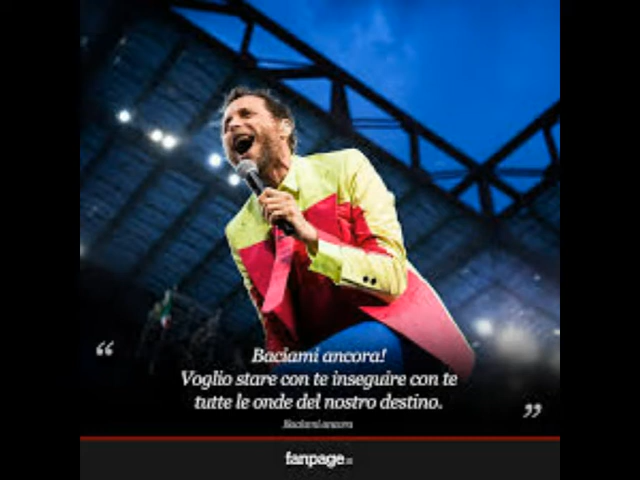 “
Baciami ancora!
Voglio stare con te inseguire con te
tutte le onde del nostro destino.
”
Baciami ancora
fanpage.it